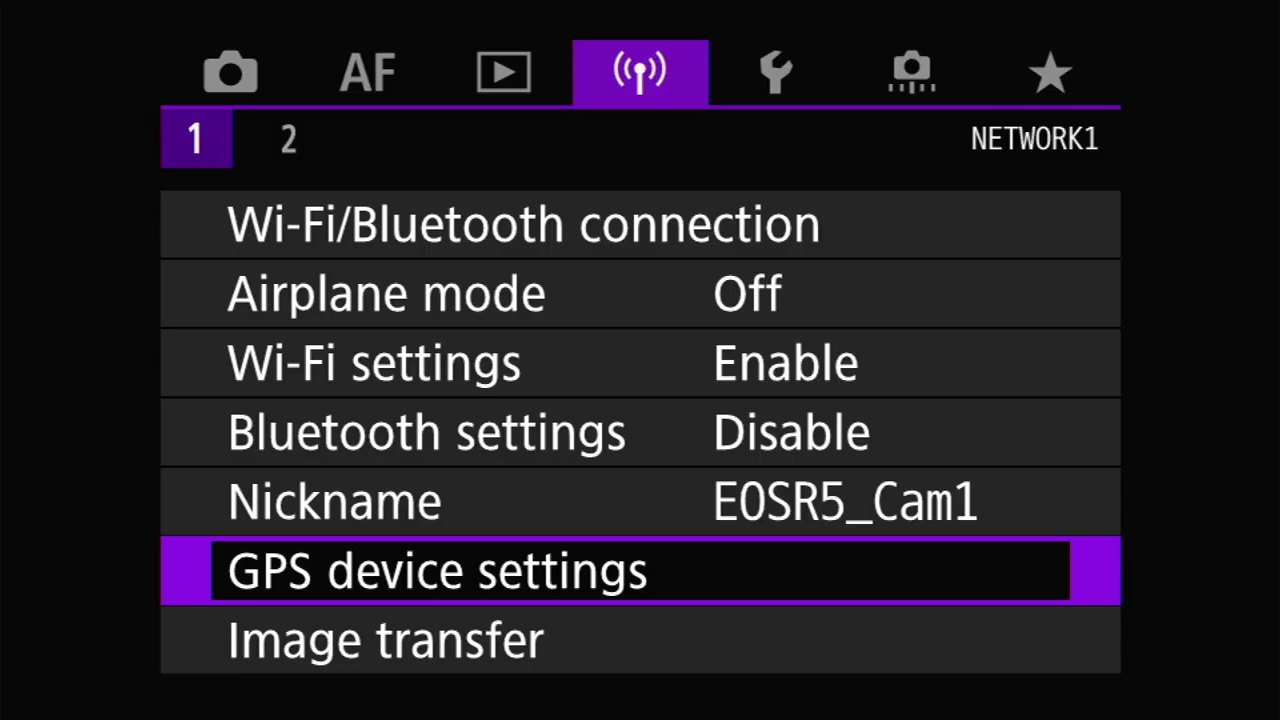 AF
1 2 NETWORK1
Wi-Fi/Bluetooth connection
Airplane mode Off
Wi-Fi settings Enable
Bluetooth settings Disable
Nickname EOSR5_Cam1
GPS device settings
Image transfer